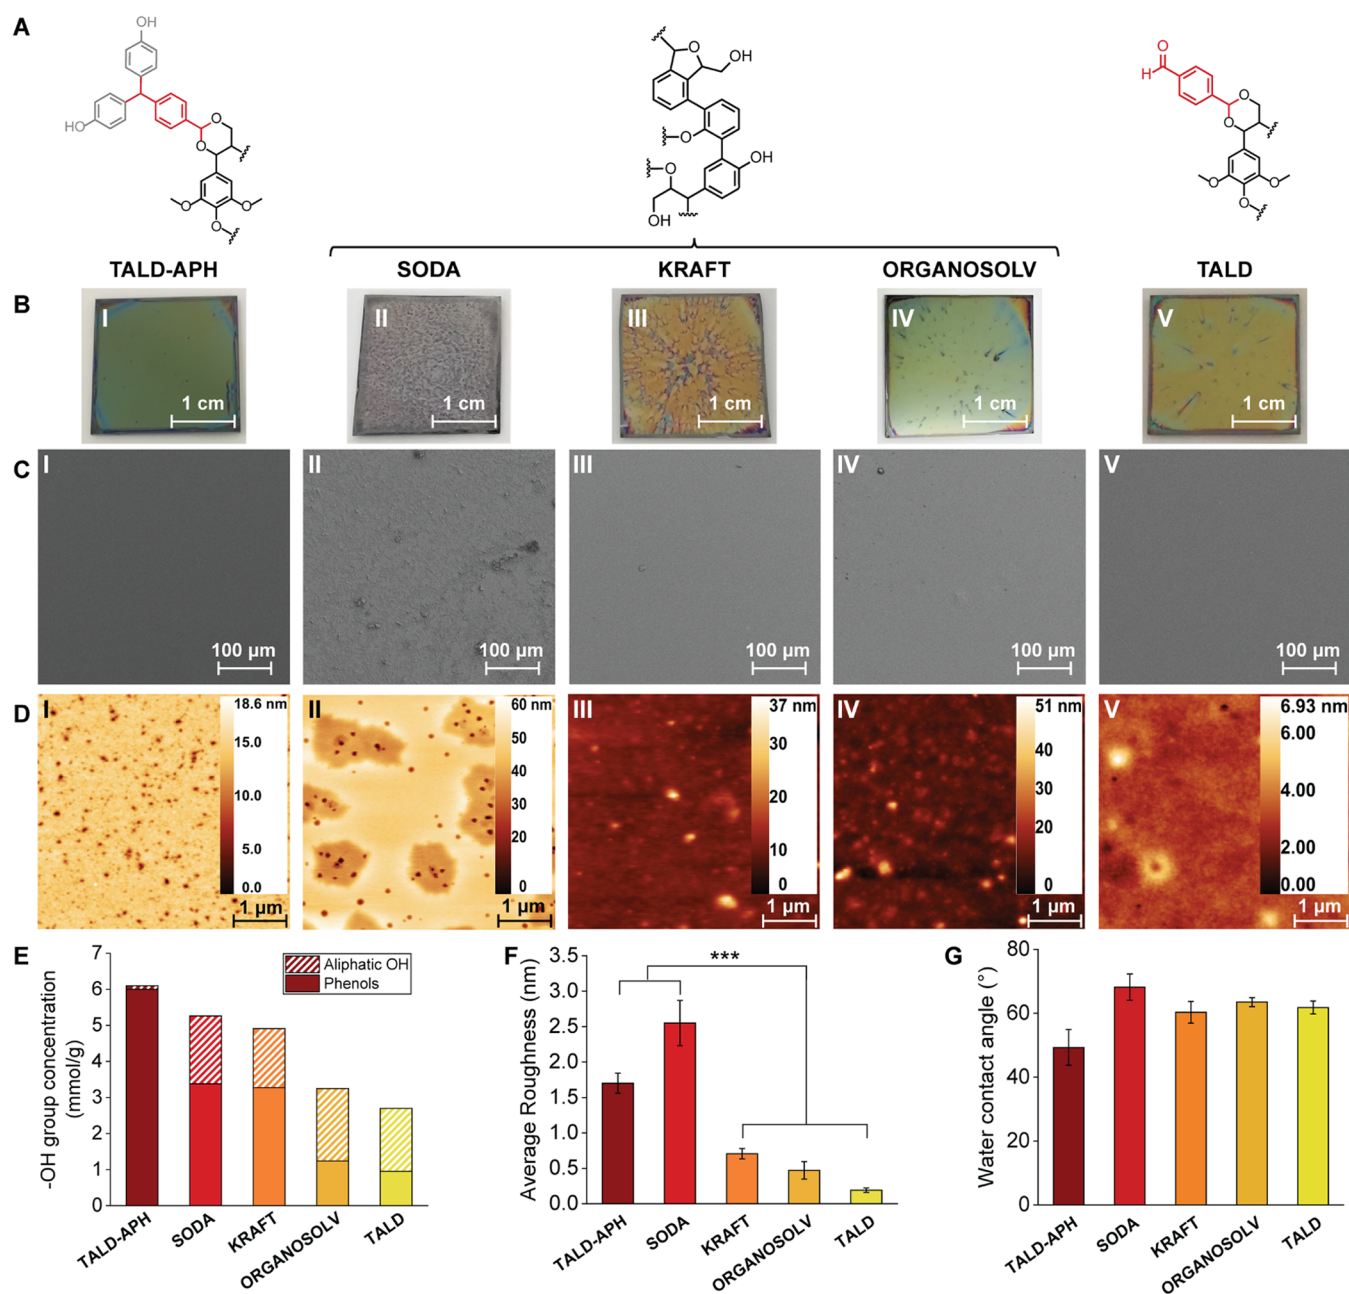 A
OH
HO
O
O
O
O
O
O
OH
O
OH
O
OH
O
H
O
O
O
O
O
TALD-APH
SODA
KRAFT
ORGANOSOLV
TALD
B
I
1 cm
II
1 cm
III
1 cm
IV
1 cm
V
1 cm
C
I
100 µm
II
100 µm
III
100 µm
IV
100 µm
V
100 µm
D
I
18.6 nm
15.0
10.0
5.0
0.0
1 µm
II
60 nm
50
40
30
20
0
1 µm
III
37 nm
30
20
10
0
1 µm
IV
51 nm
40
30
20
0
1 µm
V
6.93 nm
6.00
4.00
2.00
0.00
1 µm
E
-OH group concentration
(mmol/g)
7
6
5
4
3
2
1
0
Aliphatic OH
Phenols
TALD-APH
SODA
KRAFT
ORGANOSOLV
TALD
F
Average Roughness (nm)
3.5
3.0
2.5
2.0
1.5
1.0
0.5
0.0
***
TALD-APH
SODA
KRAFT
ORGANOSOLV
TALD
G
Water contact angle (°)
80
60
40
20
0
TALD-APH
SODA
KRAFT
ORGANOSOLV
TALD